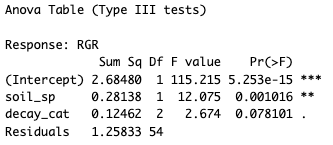 Anova Table (Type III tests)
Response: RGR
Sum Sq Df F value Pr(>F)
(Intercept) 2.68480 1 115.215 5.253e-15 ***
soil_sp 0.28138 1 12.075 0.001016 **
decay_cat 0.12462 2 2.674 0.078101 .
Residuals 1.25833 54